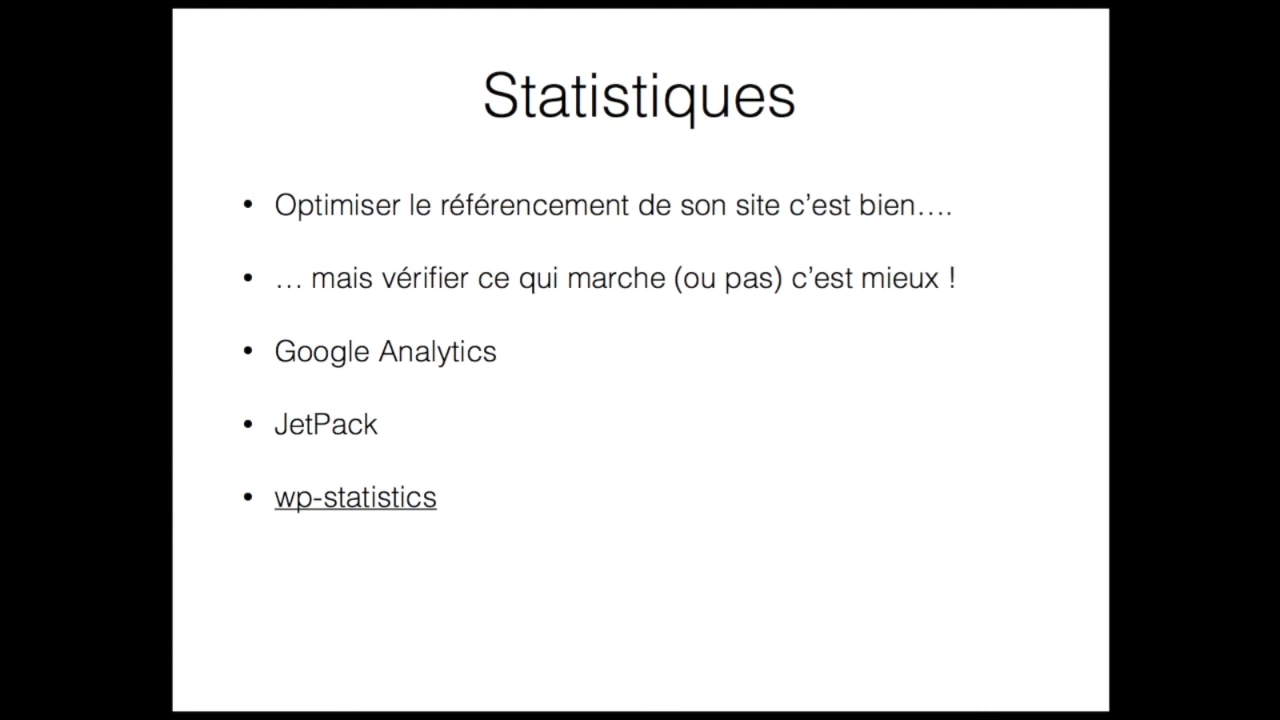 Statistiques
• Optimiser le référencement de son site c’est bien….
• … mais vérifier ce qui marche (ou pas) c’est mieux !
• Google Analytics
• JetPack
• wp-statistics